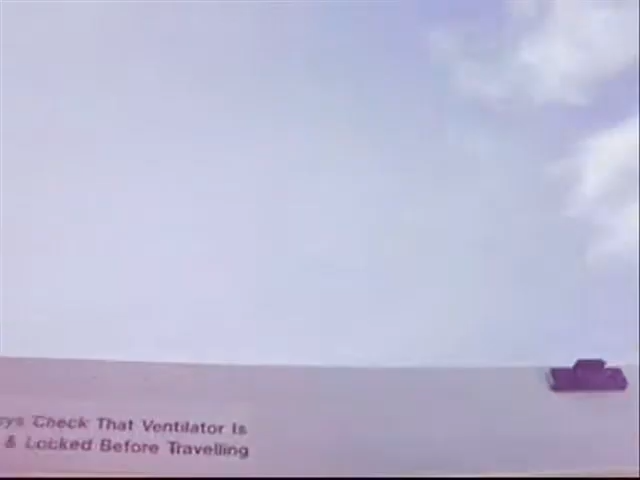 Check That Ventilator Is
& Locked Before Travelling